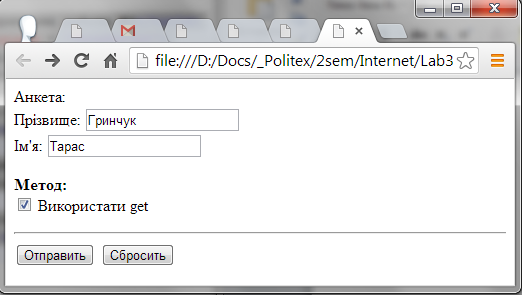 file:///D:/Docs/_Politex/2sem/Internet/Lab3
Анкета:
Прізвище: Гринчук
Ім'я: Тарас
Метод:
Використати get
Отправить Сбросить